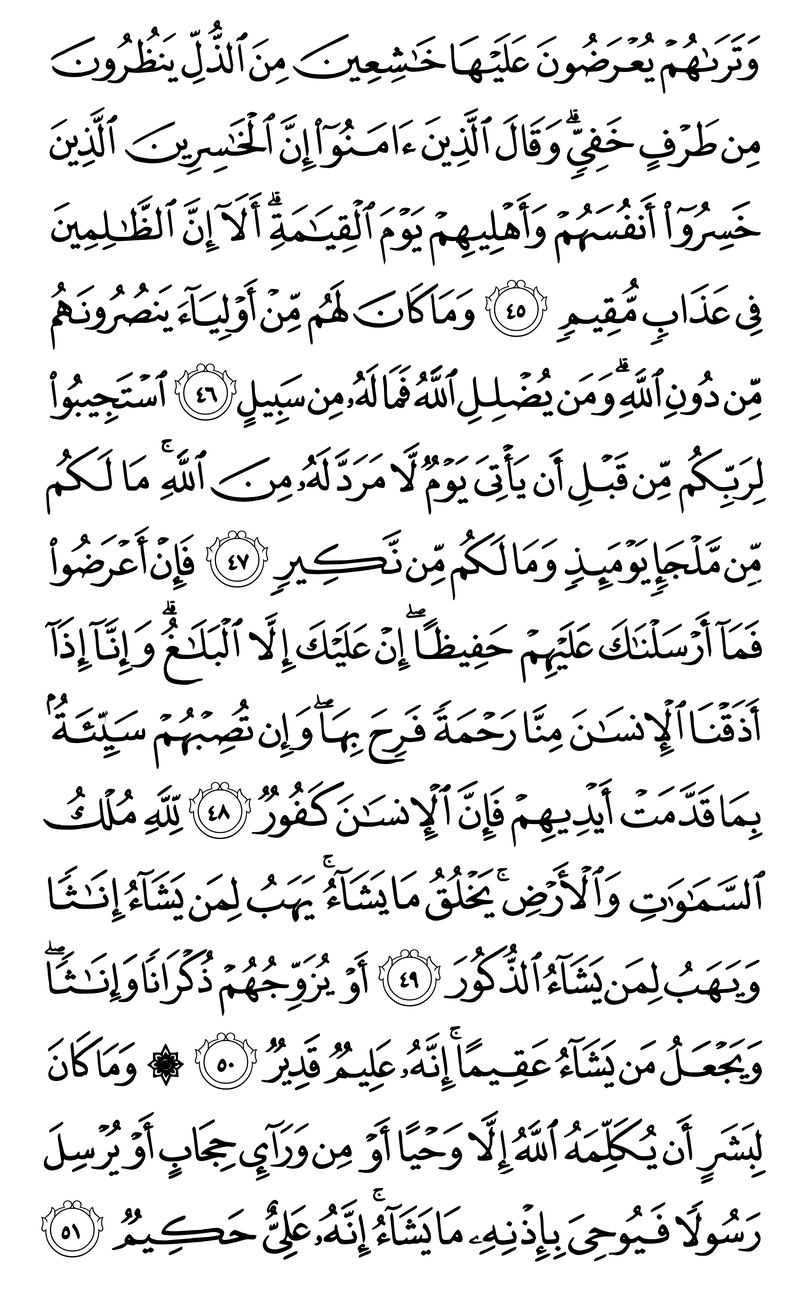 وَتَرَىٰهُمْ يُعْرَضُونَ عَلَيْهَا خَـٰشِعِينَ مِنَ ٱلذُّلِّ يَنظُرُونَ
مِن طَرْفٍ خَفِىٍّۗ وَقَالَ ٱلَّذِينَ ءَامَنُوٓا۟ إِنَّ ٱلْخَـٰسِرِينَ ٱلَّذِينَ
خَسِرُوٓا۟ أَنفُسَهُمْ وَأَهْلِيهِمْ يَوْمَ ٱلْقِيَـٰمَةِۗ أَلَآ إِنَّ ٱلظَّـٰلِمِينَ
فِى عَذَابٍ مُّقِيمٍ ٤٥ وَمَا كَانَ لَهُم مِّنْ أَوْلِيَآءَ يَنصُرُونَهُم
مِّن دُونِ ٱللَّهِۗ وَمَن يُضْلِلِ ٱللَّهُ فَمَا لَهُۥ مِن سَبِيلٍ ٤٦ ٱسْتَجِيبُوا۟
لِرَبِّكُم مِّن قَبْلِ أَن يَأْتِىَ يَوْمٌ لَّا مَرَدَّ لَهُۥ مِنَ ٱللَّهِۚ مَا لَكُم
مِّن مَّلْجَإٍ يَوْمَئِذٍ وَمَا لَكُم مِّن نَّكِيرٍ ٤٧ فَإِنْ أَعْرَضُوا۟
فَمَآ أَرْسَلْنَـٰكَ عَلَيْهِمْ حَفِيظًاۖ إِنْ عَلَيْكَ إِلَّا ٱلْبَلَـٰغُۗ وَإِنَّآ إِذَآ
أَذَقْنَا ٱلْإِنسَـٰنَ مِنَّا رَحْمَةً فَرِحَ بِهَاۖ وَإِن تُصِبْهُمْ سَيِّئَةُۢ
بِمَا قَدَّمَتْ أَيْدِيهِمْ فَإِنَّ ٱلْإِنسَـٰنَ كَفُورٌ ٤٨ لِّلَّهِ مُلْكُ
ٱلسَّمَـٰوَٰتِ وَٱلْأَرْضِۚ يَخْلُقُ مَا يَشَآءُۚ يَهَبُ لِمَن يَشَآءُ إِنَـٰثًا
وَيَهَبُ لِمَن يَشَآءُ ٱلذُّكُورَ ٤٩ أَوْ يُزَوِّجُهُمْ ذُكْرَانًا وَإِنَـٰثًاۖ
وَيَجْعَلُ مَن يَشَآءُ عَقِيمًاۚ إِنَّهُۥ عَلِيمٌ قَدِيرٌ ٥٠ ۞ وَمَا كَانَ
لِبَشَرٍ أَن يُكَلِّمَهُ ٱللَّهُ إِلَّا وَحْيًا أَوْ مِن وَرَآئِ حِجَابٍ أَوْ يُرْسِلَ
رَسُولًا فَيُوحِىَ بِإِذْنِهِۦ مَا يَشَآءُۚ إِنَّهُۥ عَلِىٌّ حَكِيمٌ ٥١